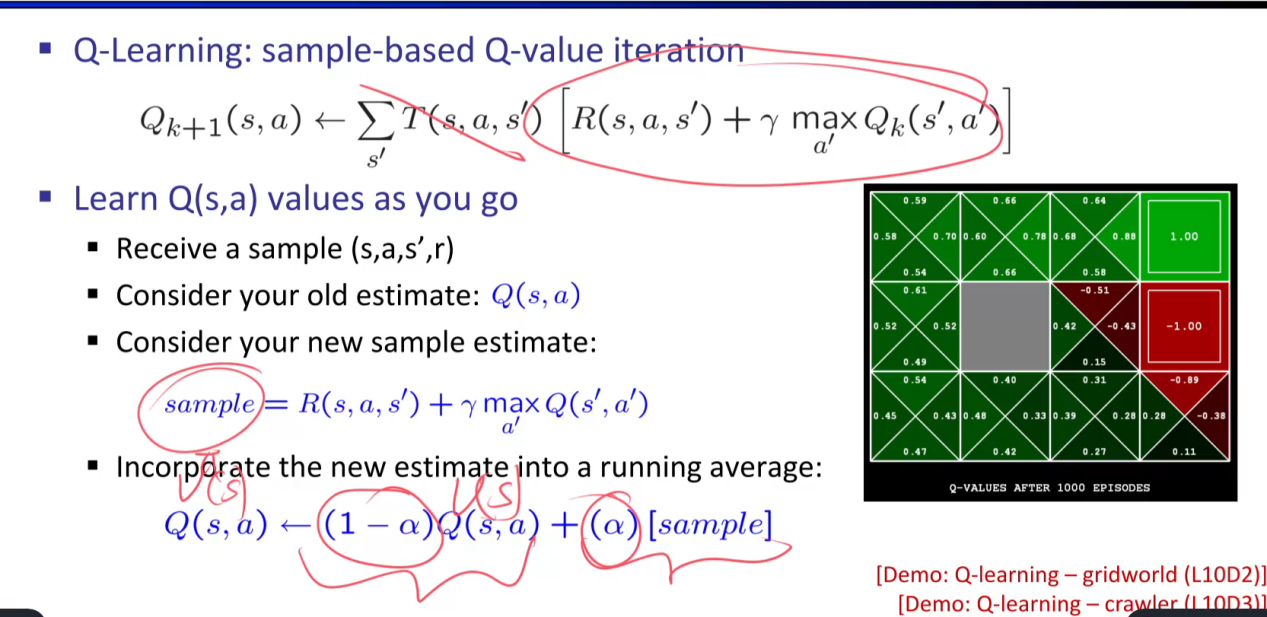 ▪ Q-Learning: sample-based Q-value iteration
Qₖ₊₁(s, a) ← ∑ T(s, a, s′) [R(s, a, s′) + γ max Qₖ(s′, a′)]
s′ a′
▪ Learn Q(s,a) values as you go
▪ Receive a sample (s,a,s′,r)
▪ Consider your old estimate: Q(s, a)
▪ Consider your new sample estimate:
sample = R(s, a, s′) + γ max Q(s′, a′)
a′
▪ Incorporate the new estimate into a running average:
V(s) V(s)
Q(s, a) ← (1 − α)Q(s, a) + (α) [sample]
0.59 0.66 0.64
0.58 0.70 0.60 0.78 0.68 0.88 1.00
0.54 0.66 0.58
0.61 -0.51
0.52 0.52 0.42 -0.43 -1.00
0.49 0.15
0.54 0.40 0.31 -0.89
0.45 0.43 0.48 0.33 0.39 0.28 0.28 -0.38
0.47 0.42 0.27 0.11
Q-VALUES AFTER 1000 EPISODES
[Demo: Q-learning – gridworld (L10D2)]
[Demo: Q-learning – crawler (L10D3)]